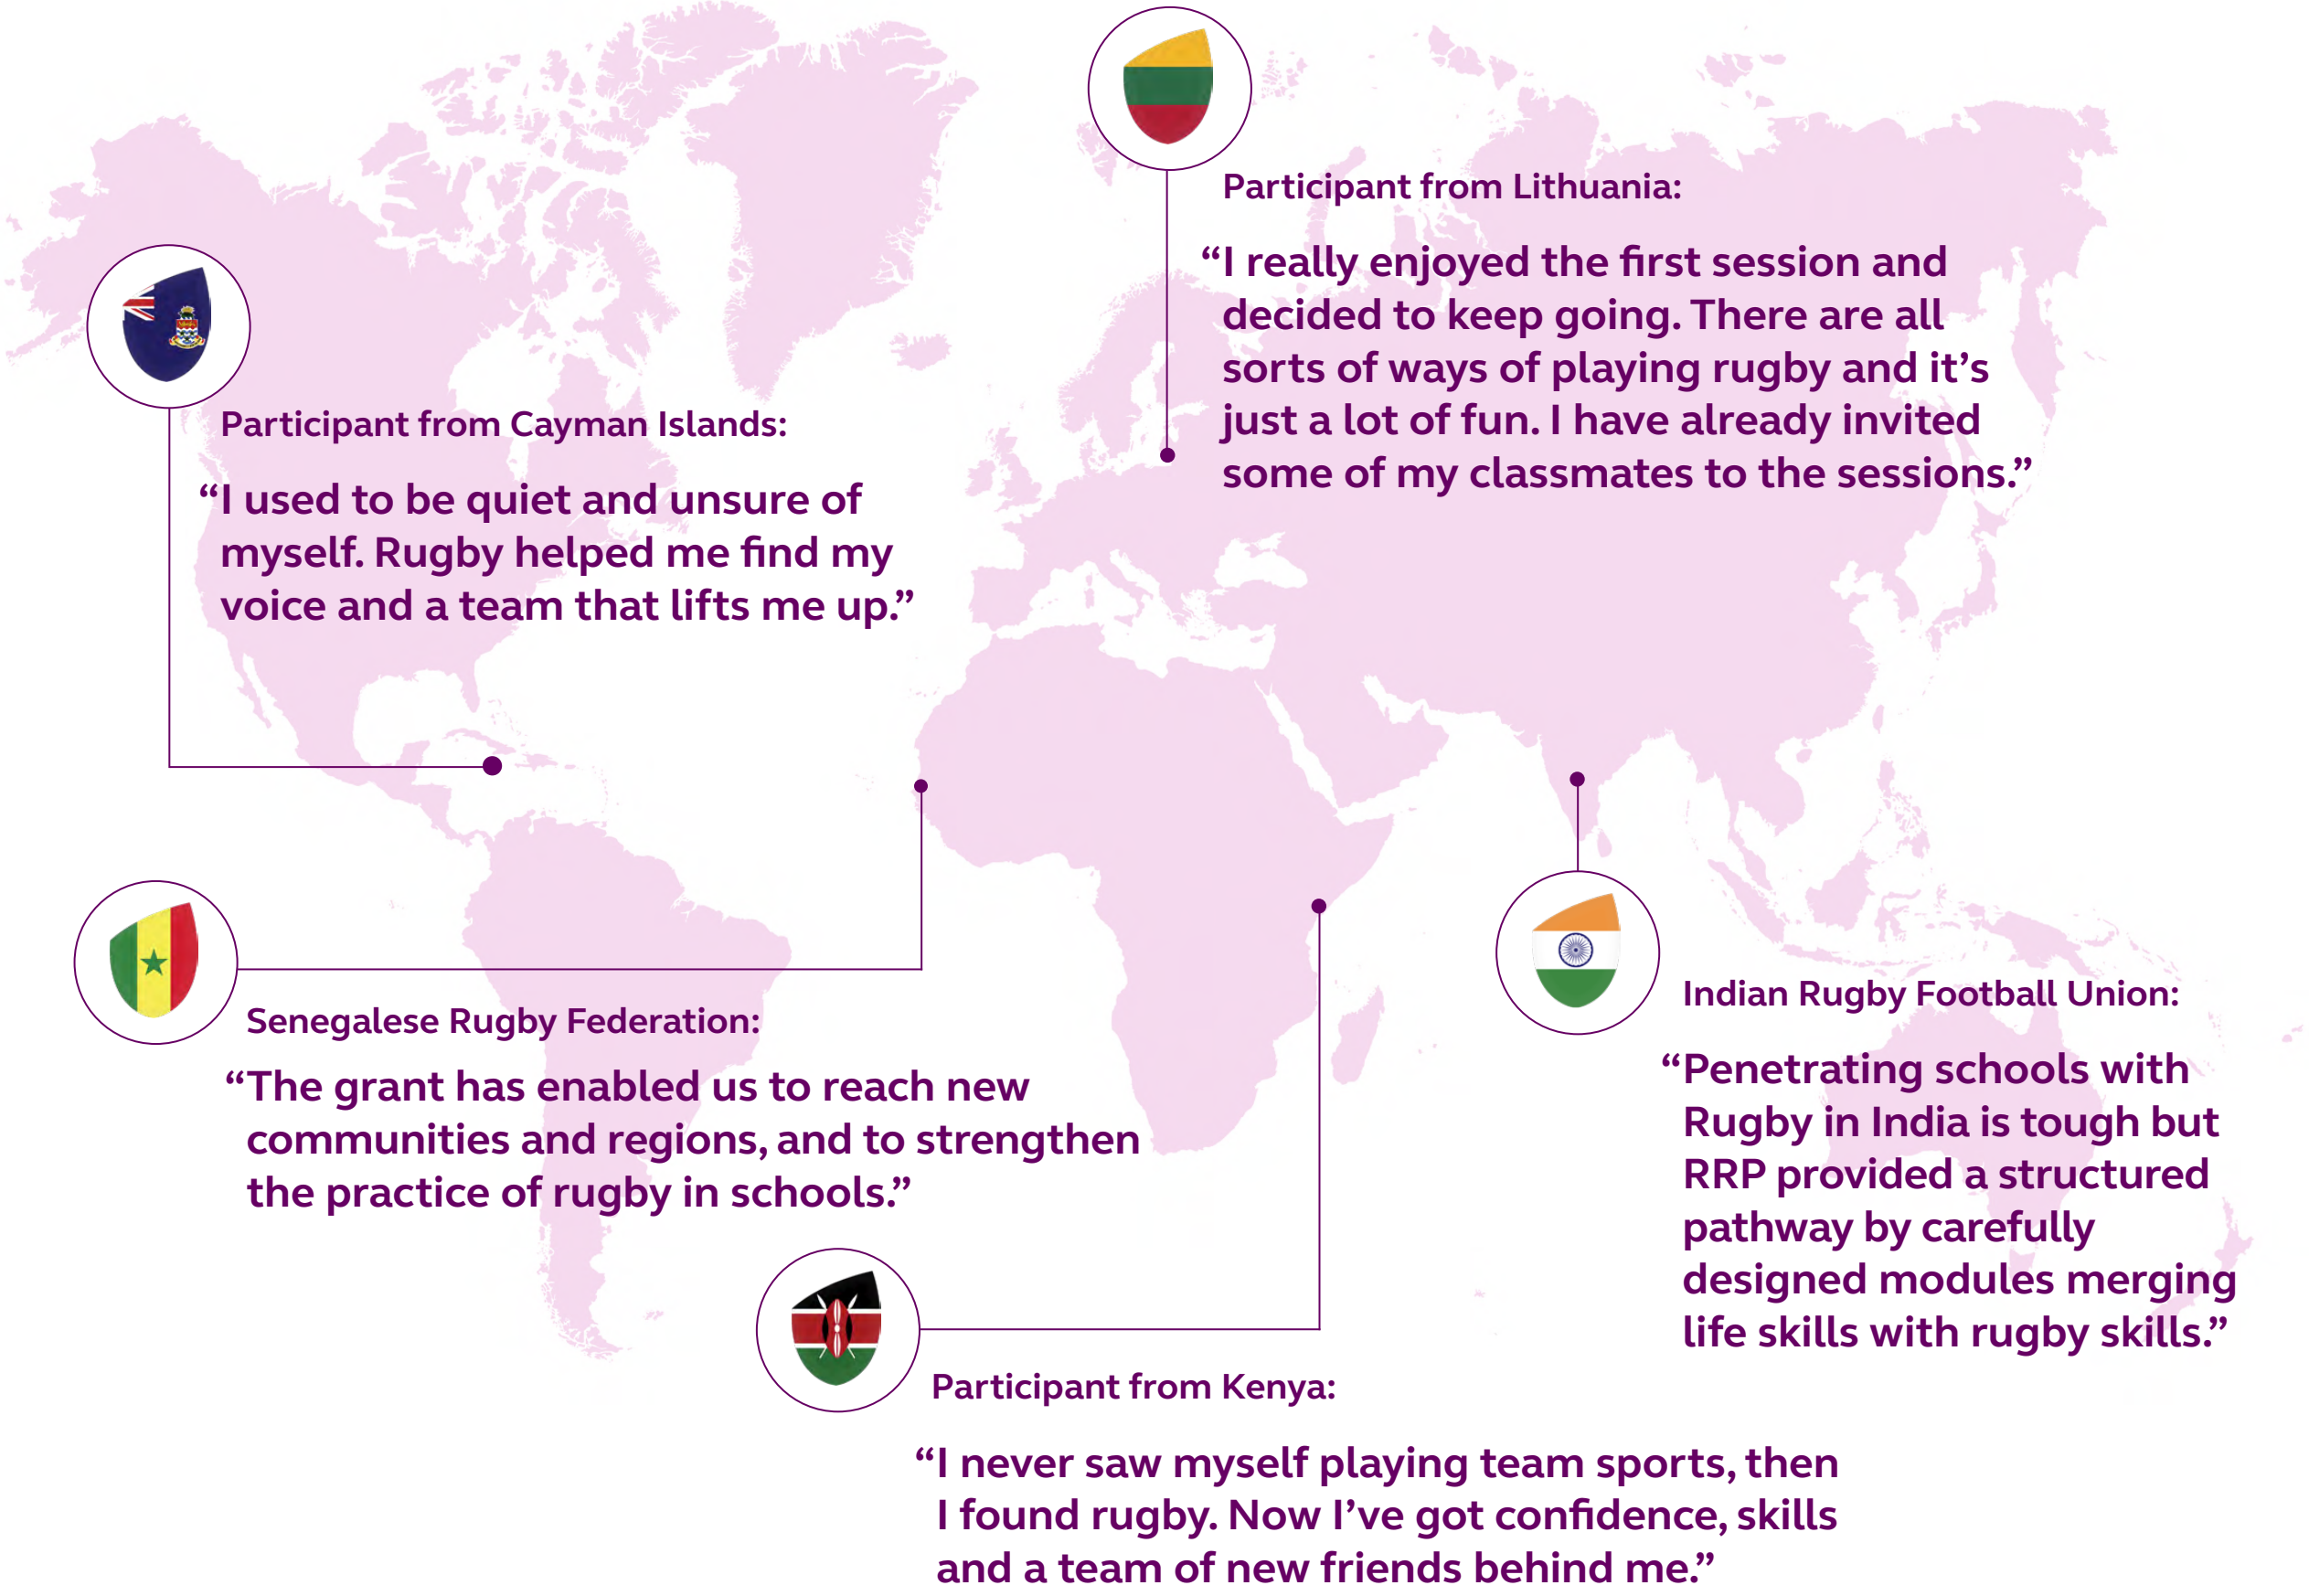 Participant from Lithuania:
“I really enjoyed the first session and
decided to keep going. There are all
sorts of ways of playing rugby and it’s
just a lot of fun. I have already invited
some of my classmates to the sessions.”
Participant from Cayman Islands:
“I used to be quiet and unsure of
myself. Rugby helped me find my
voice and a team that lifts me up.”
Senegalese Rugby Federation:
“The grant has enabled us to reach new
communities and regions, and to strengthen
the practice of rugby in schools.”
Indian Rugby Football Union:
“Penetrating schools with
Rugby in India is tough but
RRP provided a structured
pathway by carefully
designed modules merging
life skills with rugby skills.”
Participant from Kenya:
“I never saw myself playing team sports, then
I found rugby. Now I’ve got confidence, skills
and a team of new friends behind me.”